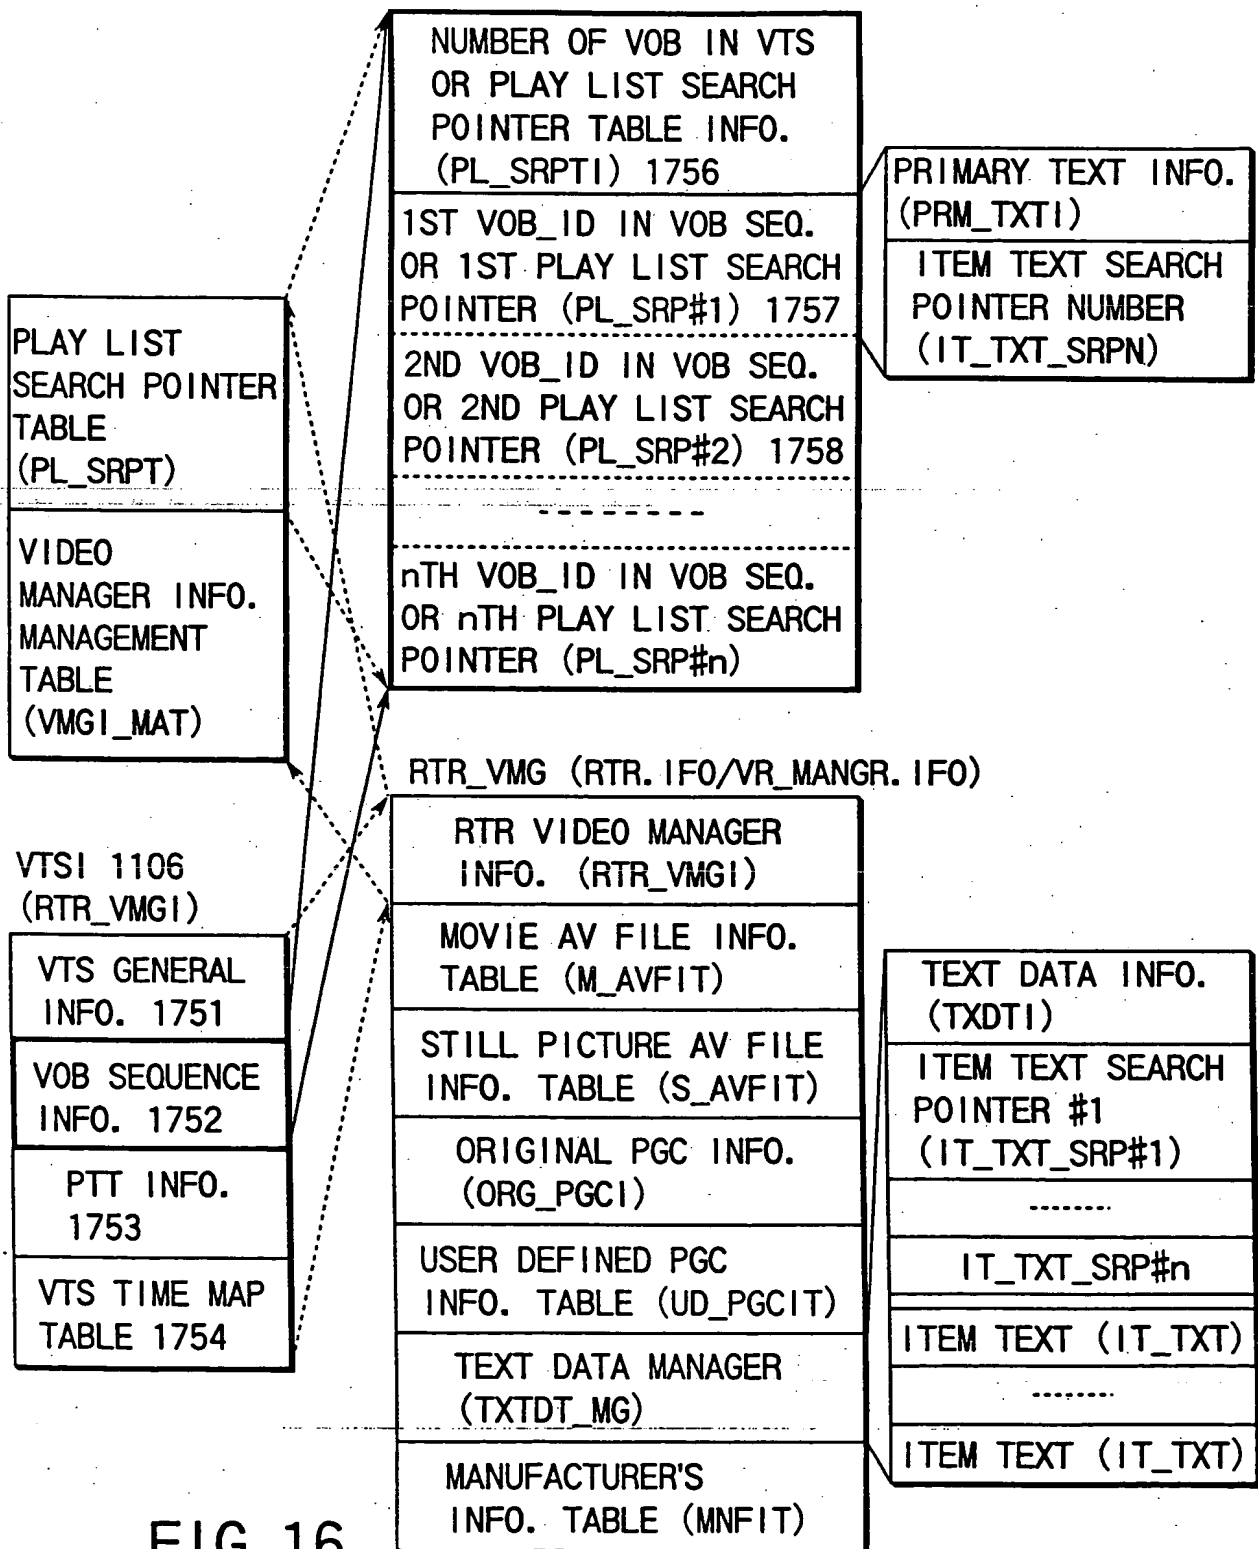 NUMBER OF VOB IN VTS
OR PLAY LIST SEARCH
POINTER TABLE INFO.
(PL_SRPTI) 1756
1ST VOB_ID IN VOB SEQ.
OR 1ST PLAY LIST SEARCH
POINTER (PL_SRP#1) 1757
2ND VOB_ID IN VOB SEQ.
OR 2ND PLAY LIST SEARCH
POINTER (PL_SRP#2) 1758
nTH VOB_ID IN VOB SEQ.
OR nTH PLAY LIST SEARCH
POINTER (PL_SRP#n)
PRIMARY TEXT INFO.
(PRM_TXTI)
ITEM TEXT SEARCH
POINTER NUMBER
(IT_TXT_SRPN)
PLAY LIST
SEARCH POINTER
TABLE
(PL_SRPT)
VIDEO
MANAGER INFO.
MANAGEMENT
TABLE
(VMGI_MAT)
VTSI 1106
(RTR_VMGI)
VTS GENERAL
INFO. 1751
VOB SEQUENCE
INFO. 1752
PTT INFO.
1753
VTS TIME MAP
TABLE 1754
RTR_VMG (RTR.IFO/VR_MANGR.IFO)
RTR VIDEO MANAGER
INFO. (RTR_VMGI)
MOVIE AV FILE INFO.
TABLE (M_AVFIT)
STILL PICTURE AV FILE
INFO. TABLE (S_AVFIT)
ORIGINAL PGC INFO.
(ORG_PGCI)
USER DEFINED PGC
INFO. TABLE (UD_PGCIT)
TEXT DATA MANAGER
(TXTDT_MG)
MANUFACTURER'S
INFO. TABLE (MNFIT)
TEXT DATA INFO.
(TXDTI)
ITEM TEXT SEARCH
POINTER #1
(IT_TXT_SRP#1)
IT_TXT_SRP#n
ITEM TEXT (IT_TXT)
ITEM TEXT (IT_TXT)
FIG. 16